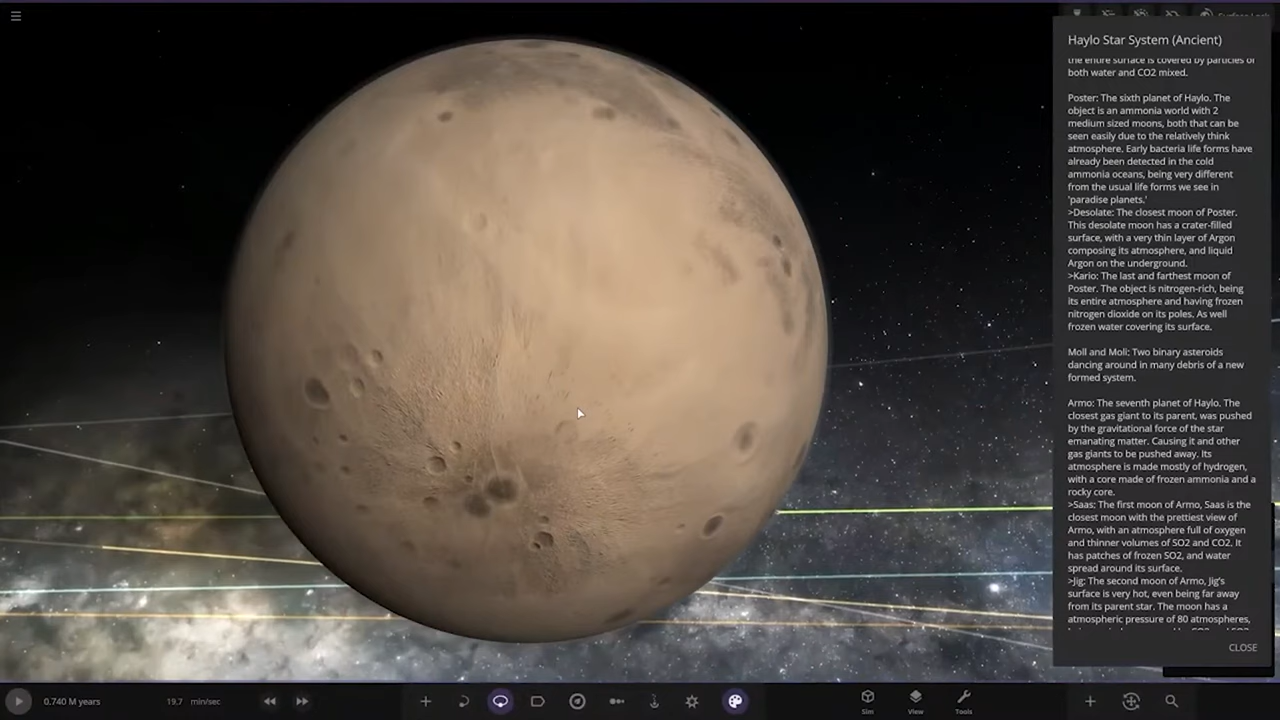 Surface Lock
Haylo Star System (Ancient)
the entire surface is covered by particles of
both water and CO2 mixed.
Poster: The sixth planet of Haylo. The
object is an ammonia world with 2
medium sized moons, both that can be
seen easily due to the relatively think
atmosphere. Early bacteria life forms have
already been detected in the cold
ammonia oceans, being very different
from the usual life forms we see in
'paradise planets.'
>Desolate: The closest moon of Poster.
This desolate moon has a crater-filled
surface, with a very thin layer of Argon
composing its atmosphere, and liquid
Argon on the underground.
>Kario: The last and farthest moon of
Poster. The object is nitrogen-rich, being
its entire atmosphere and having frozen
nitrogen dioxide on its poles. As well
frozen water covering its surface.
Moll and Moli: Two binary asteroids
dancing around in many debris of a new
formed system.
Armo: The seventh planet of Haylo. The
closest gas giant to its parent, was pushed
by the gravitational force of the star
emanating matter. Causing it and other
gas giants to be pushed away. Its
atmosphere is made mostly of hydrogen,
with a core made of frozen ammonia and a
rocky core.
>Saas: The first moon of Armo, Saas is the
closest moon with the prettiest view of
Armo, with an atmosphere full of oxygen
and thinner volumes of SO2 and CO2. It
has patches of frozen SO2, and water
spread around its surface.
>Jig: The second moon of Armo, Jig's
surface is very hot, even being far away
from its parent star. The moon has a
atmospheric pressure of 80 atmospheres,
CLOSE
0.740 M years
19.7 min/sec
Sim
View
Tools